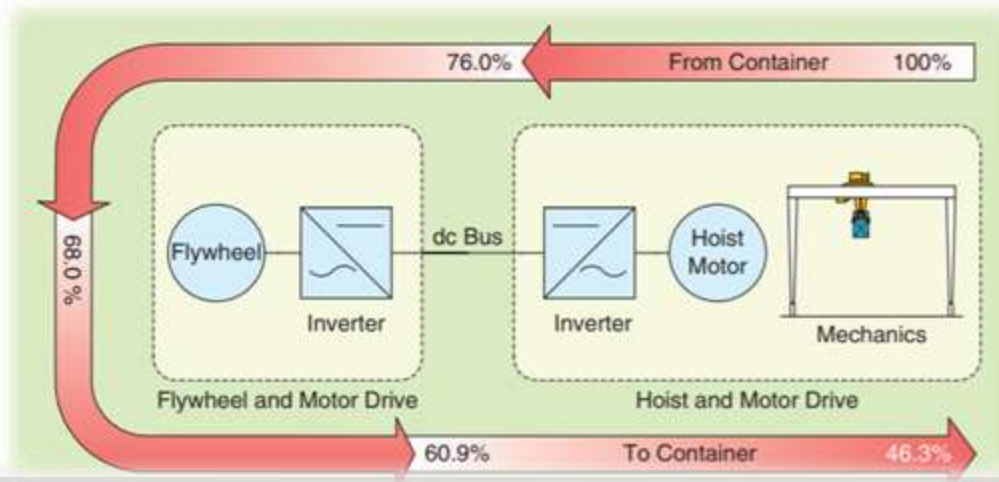 76.0%
From Container
100%
68.0 %
Flywheel
dc Bus
Hoist
Motor
Inverter
Inverter
Mechanics
Flywheel and Motor Drive
Hoist and Motor Drive
60.9%
To Container
46.3%